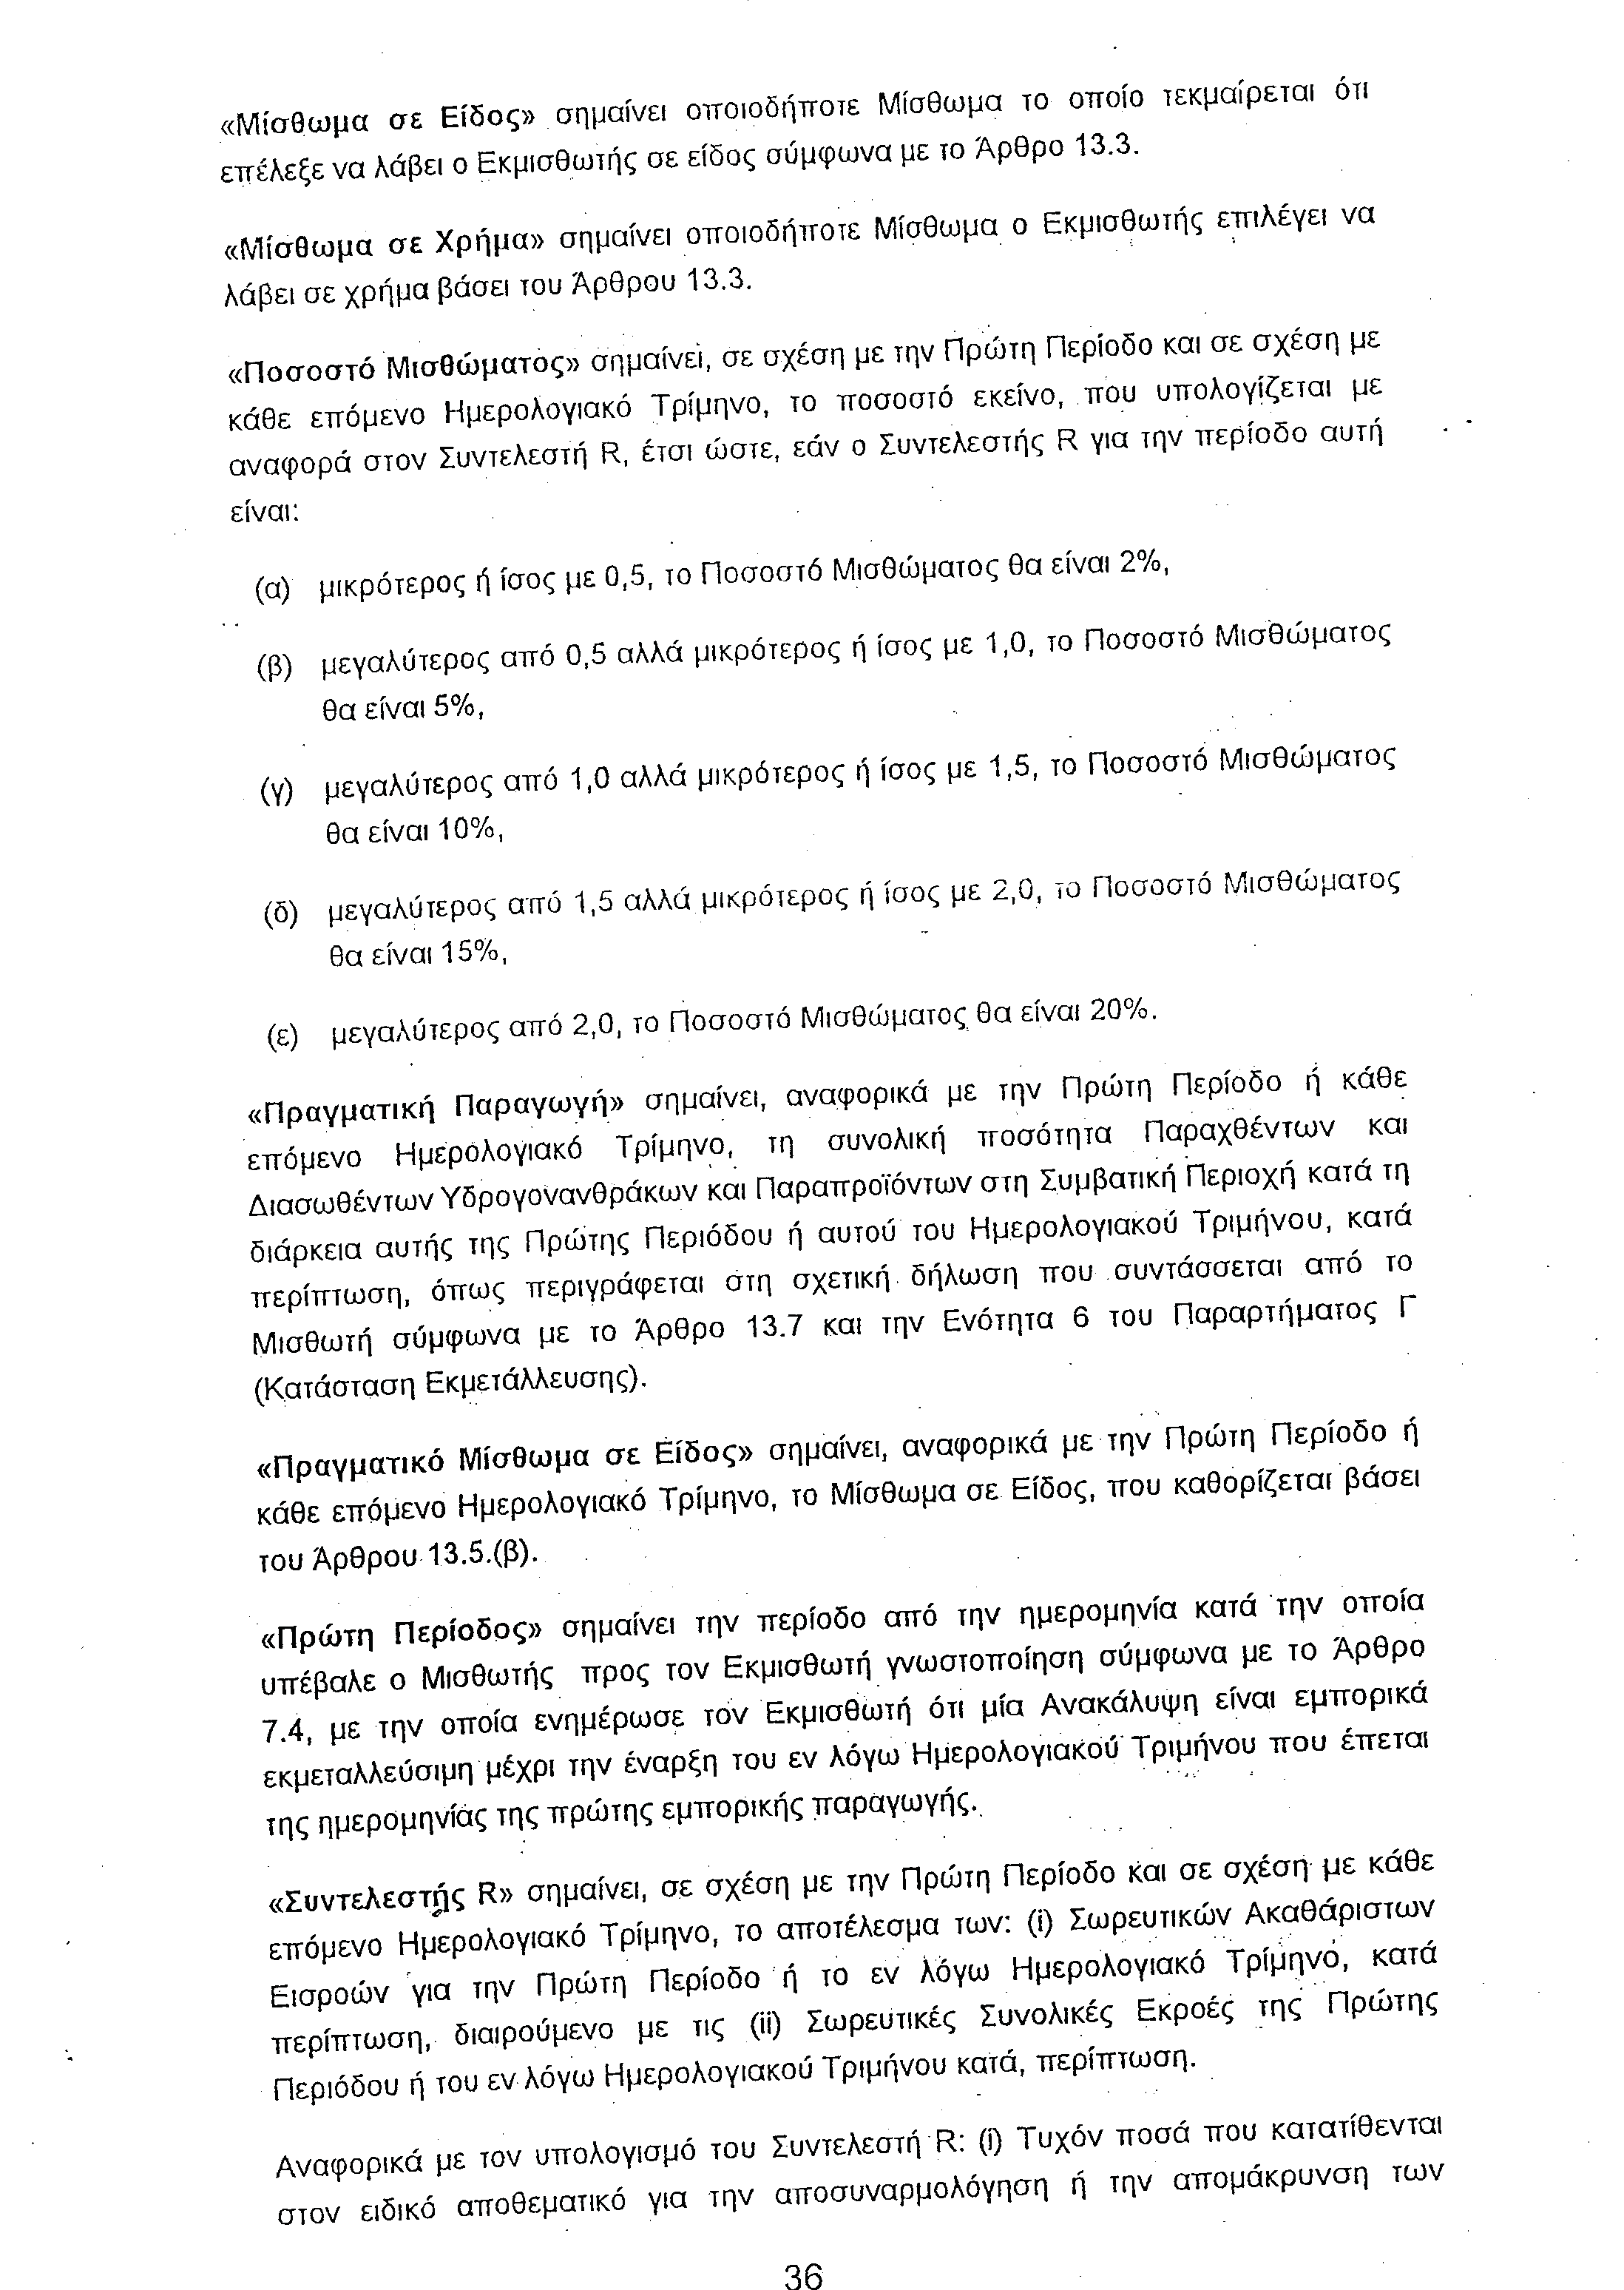 «Μίσθωμα σε Είδος» σημαίνει οποιοδήποτε Μίσθωμα το οποίο τεκμαίρεται ότι
επέλεξε να λάβει ο Εκμισθωτής σε είδος σύμφωνα με το Άρθρο 13.3.
«Μίσθωμα σε Χρήμα» σημαίνει οποιοδήποτε Μίσθωμα ο Εκμισθωτής επιλέγει να
λάβει σε χρήμα βάσει του Άρθρου 13.3.
«Ποσοστό Μισθώματος» σημαίνει, σε σχέση με την Πρώτη Περίοδο και σε σχέση με
κάθε επόμενο Ημερολογιακό Τρίμηνο, το ποσοστό εκείνο, που υπολογίζεται με
αναφορά στον Συντελεστή R, έτσι ώστε, εάν ο Συντελεστής R για την περίοδο αυτή
είναι:
(α) μικρότερος ή ίσος με 0,5, το Ποσοστό Μισθώματος θα είναι 2%,
(β) μεγαλύτερος από 0,5 αλλά μικρότερος ή ίσος με 1,0, το Ποσοστό Μισθώματος
θα είναι 5%,
(γ) μεγαλύτερος από 1,0 αλλά μικρότερος ή ίσος με 1,5, το Ποσοστό Μισθώματος
θα είναι 10%,
(δ) μεγαλύτερος από 1,5 αλλά μικρότερος ή ίσος με 2,0, το Ποσοστό Μισθώματος
θα είναι 15%,
(ε) μεγαλύτερος από 2,0, το Ποσοστό Μισθώματος θα είναι 20%.
«Πραγματική Παραγωγή» σημαίνει, αναφορικά με την Πρώτη Περίοδο ή κάθε
επόμενο Ημερολογιακό Τρίμηνο, τη συνολική ποσότητα Παραχθέντων και
Διασωθέντων Υδρογονανθράκων και Παραπροϊόντων στη Συμβατική Περιοχή κατά τη
διάρκεια αυτής της Πρώτης Περιόδου ή αυτού του Ημερολογιακού Τριμήνου, κατά
περίπτωση, όπως περιγράφεται στη σχετική δήλωση που συντάσσεται από το
Μισθωτή σύμφωνα με το Άρθρο 13.7 και την Ενότητα 6 του Παραρτήματος Γ
(Κατάσταση Εκμετάλλευσης).
«Πραγματικό Μίσθωμα σε Είδος» σημαίνει, αναφορικά με την Πρώτη Περίοδο ή
κάθε επόμενο Ημερολογιακό Τρίμηνο, το Μίσθωμα σε Είδος, που καθορίζεται βάσει
του Άρθρου 13.5.(β).
«Πρώτη Περίοδος» σημαίνει την περίοδο από την ημερομηνία κατά την οποία
υπέβαλε ο Μισθωτής προς τον Εκμισθωτή γνωστοποίηση σύμφωνα με το Άρθρο
7.4, με την οποία ενημέρωσε τον Εκμισθωτή ότι μία Ανακάλυψη είναι εμπορικά
εκμεταλλεύσιμη μέχρι την έναρξη του εν λόγω Ημερολογιακού Τριμήνου που έπεται
της ημερομηνίας της πρώτης εμπορικής παραγωγής.
«Συντελεστής R» σημαίνει, σε σχέση με την Πρώτη Περίοδο και σε σχέση με κάθε
επόμενο Ημερολογιακό Τρίμηνο, το αποτέλεσμα των: (i) Σωρευτικών Ακαθάριστων
Εισροών για την Πρώτη Περίοδο ή το εν λόγω Ημερολογιακό Τρίμηνο, κατά
περίπτωση, διαιρούμενο με τις (ii) Σωρευτικές Συνολικές Εκροές της Πρώτης
Περιόδου ή του εν λόγω Ημερολογιακού Τριμήνου κατά, περίπτωση.
Αναφορικά με τον υπολογισμό του Συντελεστή R: (i) Τυχόν ποσά που κατατίθενται
στον ειδικό αποθεματικό για την αποσυναρμολόγηση ή την απομάκρυνση των
36